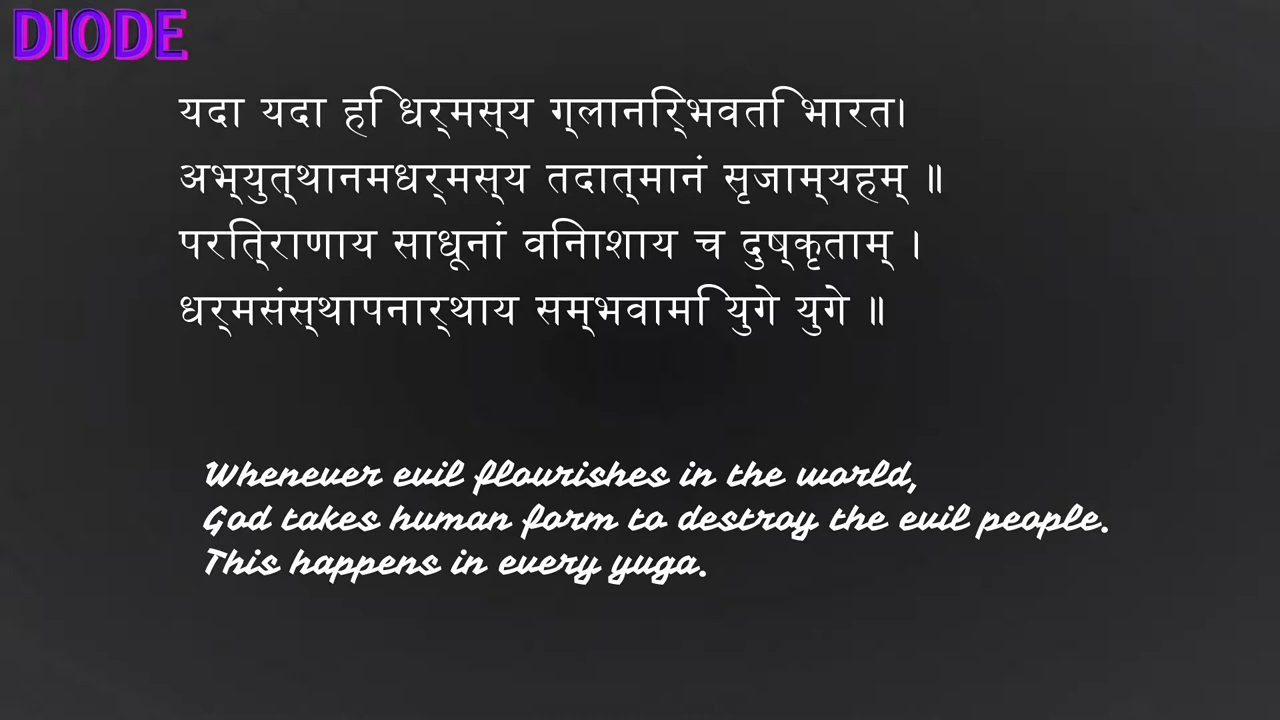 DIODE
यदा यदा हि धर्मस्य ग्लानिर्भवति भारत।
अभ्युत्थानमधर्मस्य तदात्मानं सृजाम्यहम् ॥
परित्राणाय साधूनां विनाशाय च दुष्कृताम् ।
धर्मसंस्थापनार्थाय सम्भवामि युगे युगे ॥
Whenever evil flourishes in the world,
God takes human form to destroy the evil people.
This happens in every yuga.